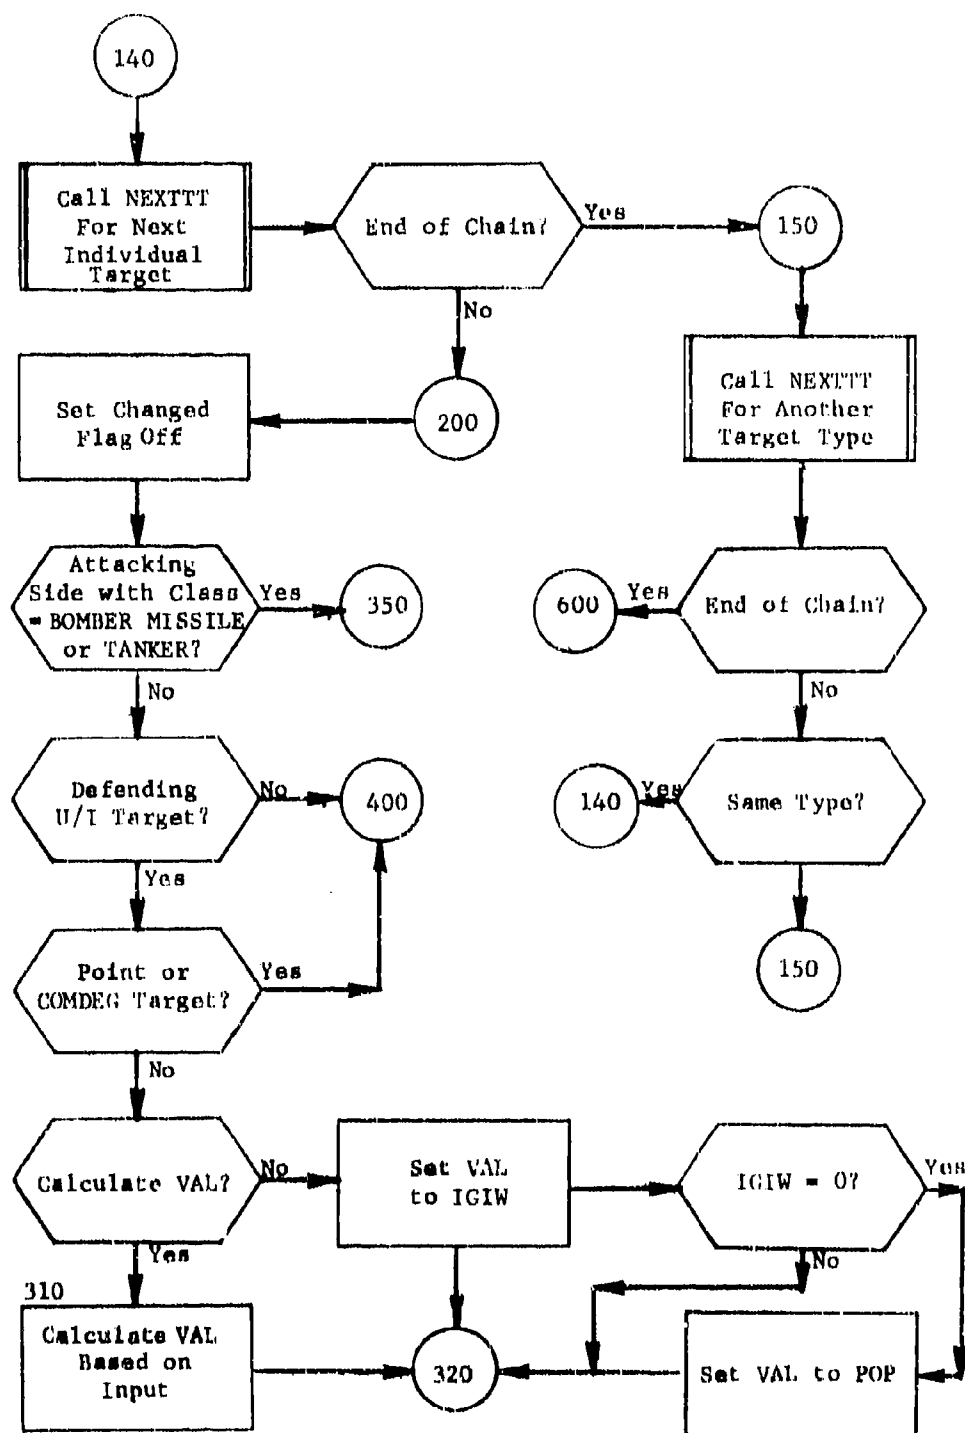 140
Call NEXTTT
For Next
Individual
Target
End of Chain?
Yes
150
No
Set Changed
Flag Off
200
Call NEXTTT
For Another
Target Type
Attacking
Side with Class
= BOMBER MISSILE
or TANKER?
Yes
350
600
Yes
End of Chain?
No
No
Defending
U/I Target?
No
400
140
Yes
Same Type?
Yes
Point or
COMDEG Target?
Yes
150
No
Calculate VAL?
No
Set VAL
to IGIW
IGIW = 0?
Yes
Yes
No
310
Calculate VAL
Based on
Input
320
Set VAL to POP